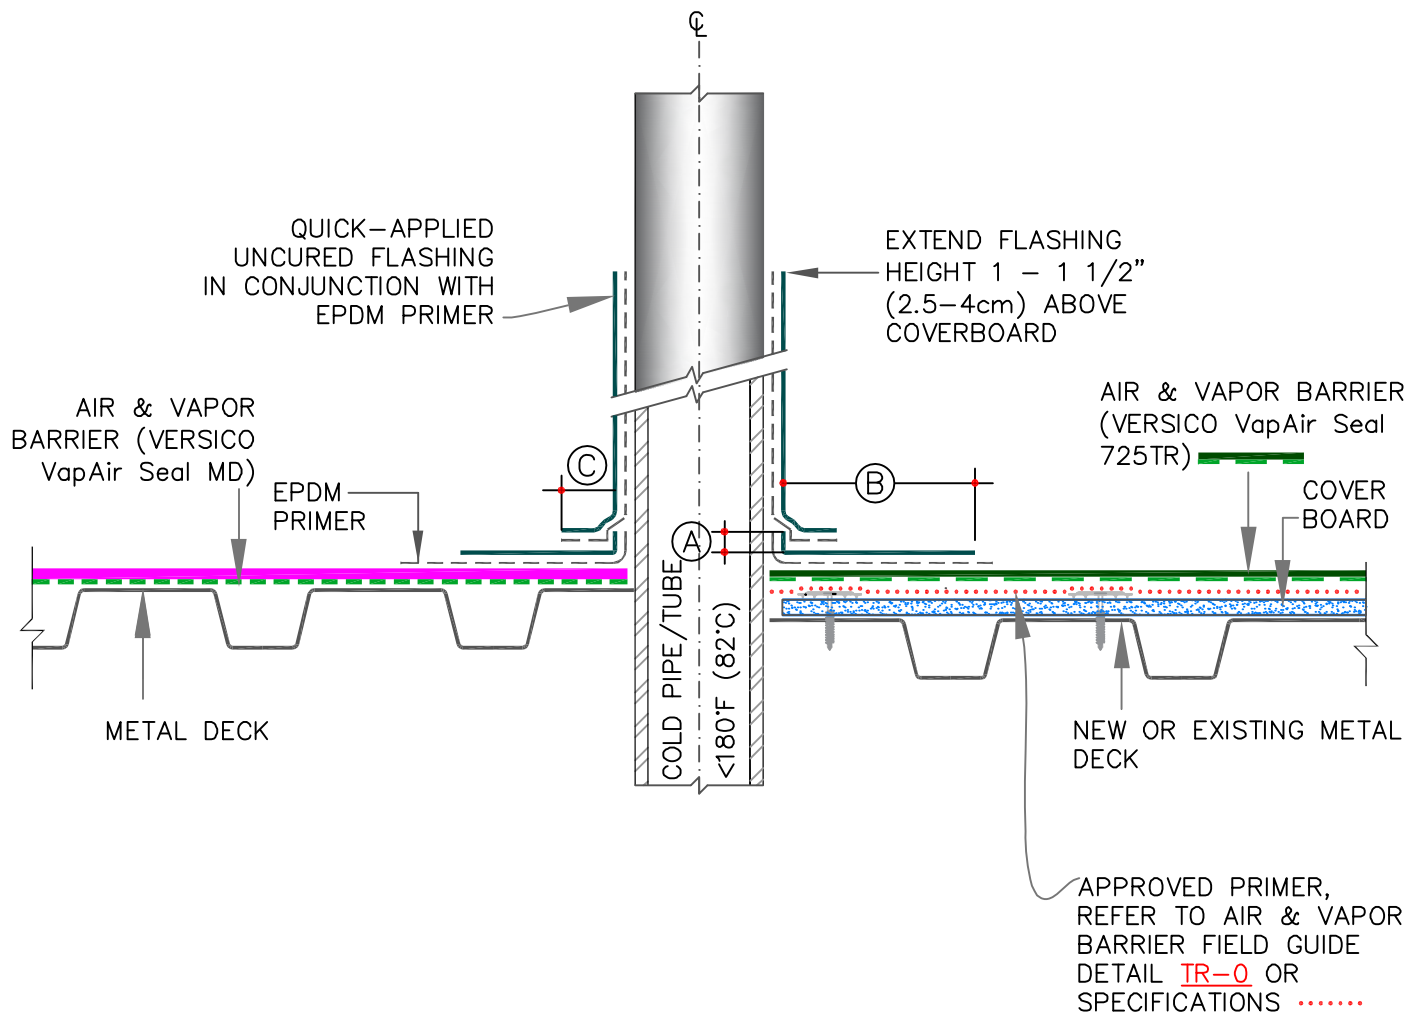 ℄
QUICK-APPLIED
UNCURED FLASHING
IN CONJUNCTION WITH
EPDM PRIMER
EXTEND FLASHING
HEIGHT 1 - 1 1/2"
(2.5-4cm) ABOVE
COVERBOARD
AIR & VAPOR
BARRIER (VERSICO
VapAir Seal MD)
EPDM
PRIMER
C
B
A
AIR & VAPOR BARRIER
(VERSICO VapAir Seal
725TR)
COVER
BOARD
COLD PIPE/TUBE
<180°F (82°C)
METAL DECK
NEW OR EXISTING METAL
DECK
APPROVED PRIMER,
REFER TO AIR & VAPOR
BARRIER FIELD GUIDE
DETAIL TR-0 OR
SPECIFICATIONS